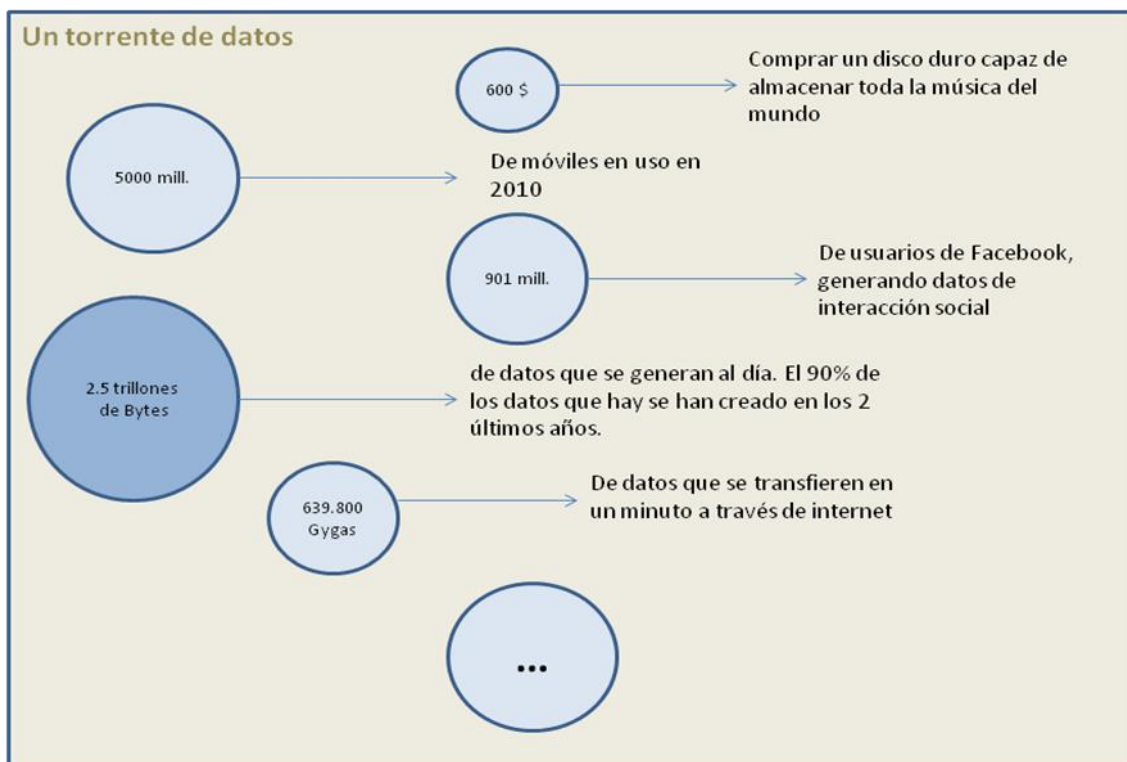 Un torrente de datos
600 $
Comprar un disco duro capaz de
almacenar toda la música del
mundo
5000 mill.
De móviles en uso en
2010
901 mill.
De usuarios de Facebook,
generando datos de
interacción social
2.5 trillones
de Bytes
de datos que se generan al día. El 90% de
los datos que hay se han creado en los 2
últimos años.
639.800
Gygas
De datos que se transfieren en
un minuto a través de internet
...